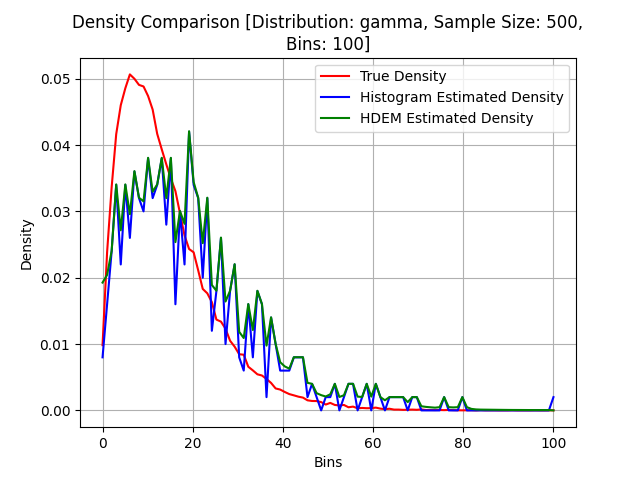 Density Comparison [Distribution: gamma, Sample Size: 500,
Bins: 100]
True Density
Histogram Estimated Density
HDEM Estimated Density
Density
0.05
0.04
0.03
0.02
0.01
0.00
0 20 40 60 80 100
Bins